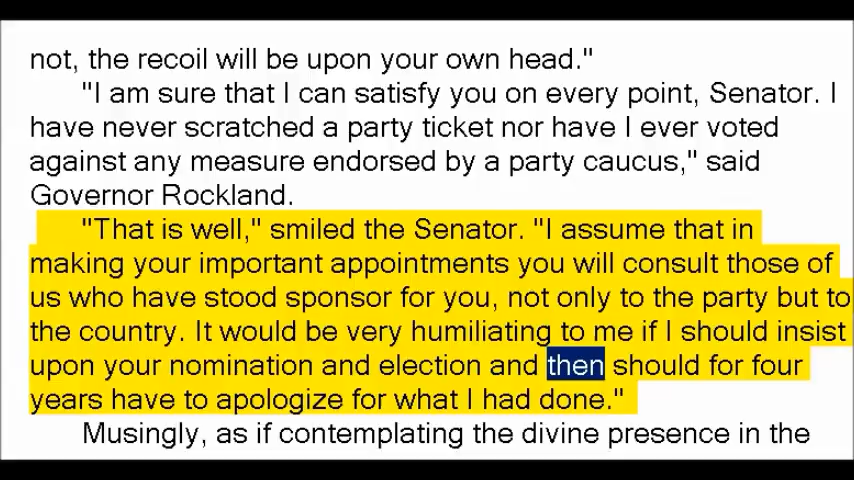 not, the recoil will be upon your own head."
"I am sure that I can satisfy you on every point, Senator. I
have never scratched a party ticket nor have I ever voted
against any measure endorsed by a party caucus," said
Governor Rockland.
"That is well," smiled the Senator. "I assume that in
making your important appointments you will consult those of
us who have stood sponsor for you, not only to the party but to
the country. It would be very humiliating to me if I should insist
upon your nomination and election and then should for four
years have to apologize for what I had done."
Musingly, as if contemplating the divine presence in the